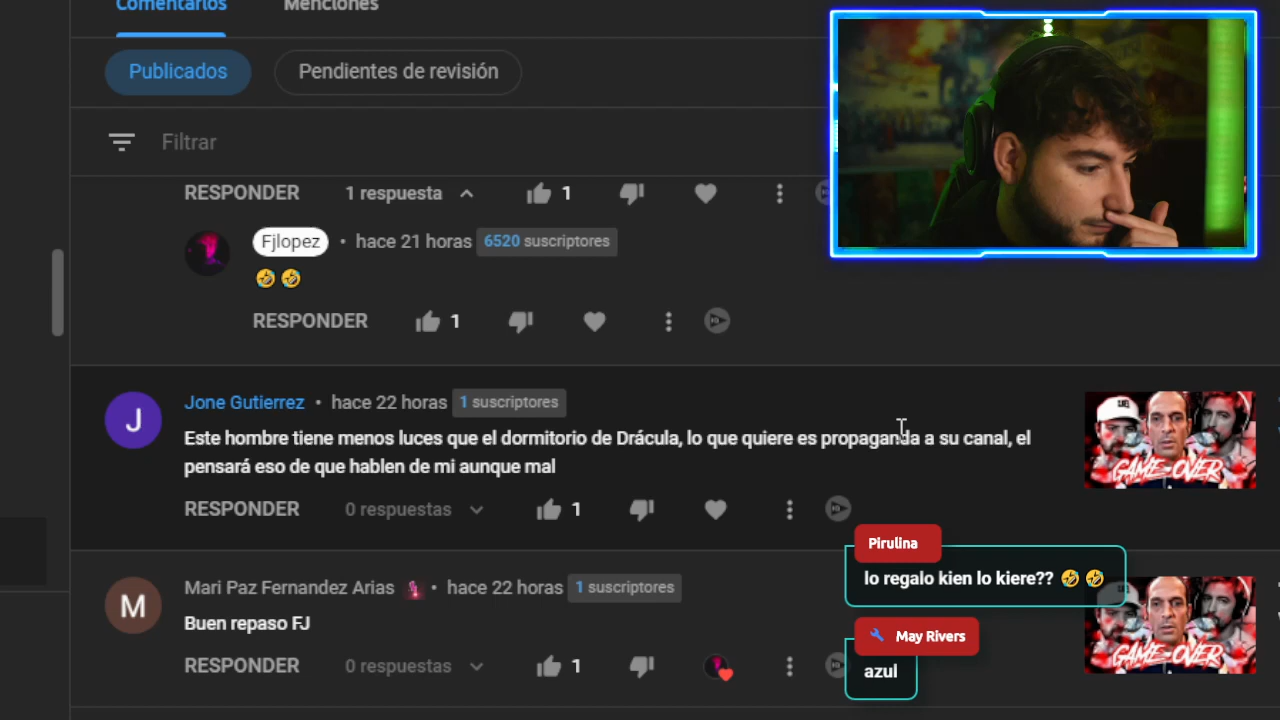 Comentarios Menciones
Publicados Pendientes de revisión
Filtrar
RESPONDER 1 respuesta 1
Fjlopez • hace 21 horas 6520 suscriptores
🤣 🤣
RESPONDER 1
J
Jone Gutierrez • hace 22 horas 1 suscriptores
Este hombre tiene menos luces que el dormitorio de Drácula, lo que quiere es propaganda a su canal, el
pensará eso de que hablen de mi aunque mal
GAME-OVER
RESPONDER 0 respuestas 1
Pirulina
lo regalo kien lo kiere?? 🤣 🤣
M
Mari Paz Fernandez Arias • hace 22 horas 1 suscriptores
Buen repaso FJ
May Rivers
GAME-OVER
RESPONDER 0 respuestas 1
azul